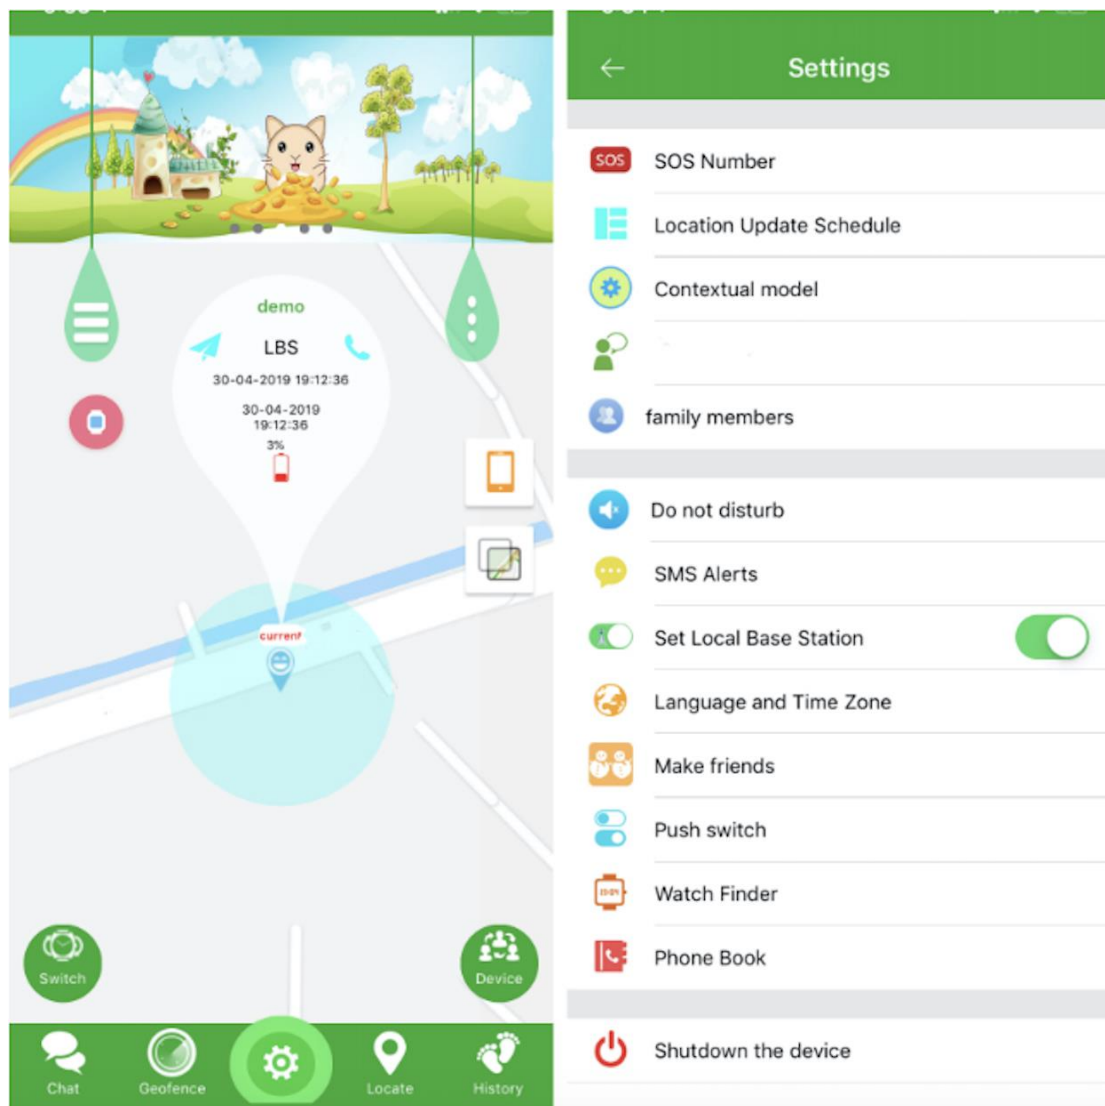 demo
LBS
30-04-2019 19:12:36
30-04-2019
19:12:36
3%
current
Switch
Device
Chat
Geofence
Locate
History
Settings
SOS
SOS Number
Location Update Schedule
Contextual model
family members
Do not disturb
SMS Alerts
Set Local Base Station
Language and Time Zone
Make friends
Push switch
Watch Finder
Phone Book
Shutdown the device